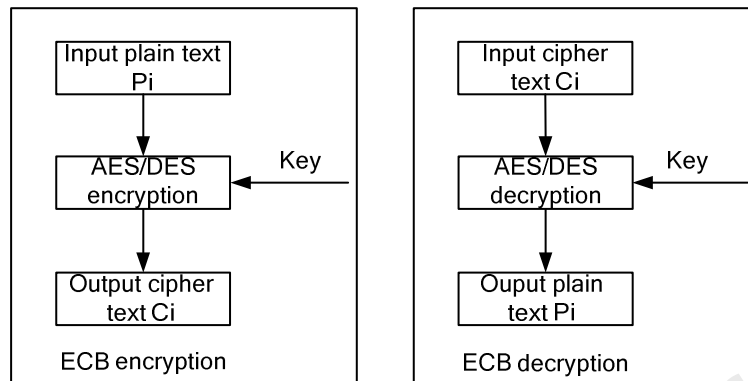 Input plain text
Pi
AES/DES
encryption
Key
Output cipher
text Ci
ECB encryption
Input cipher
text Ci
AES/DES
decryption
Key
Ouput plain
text Pi
ECB decryption